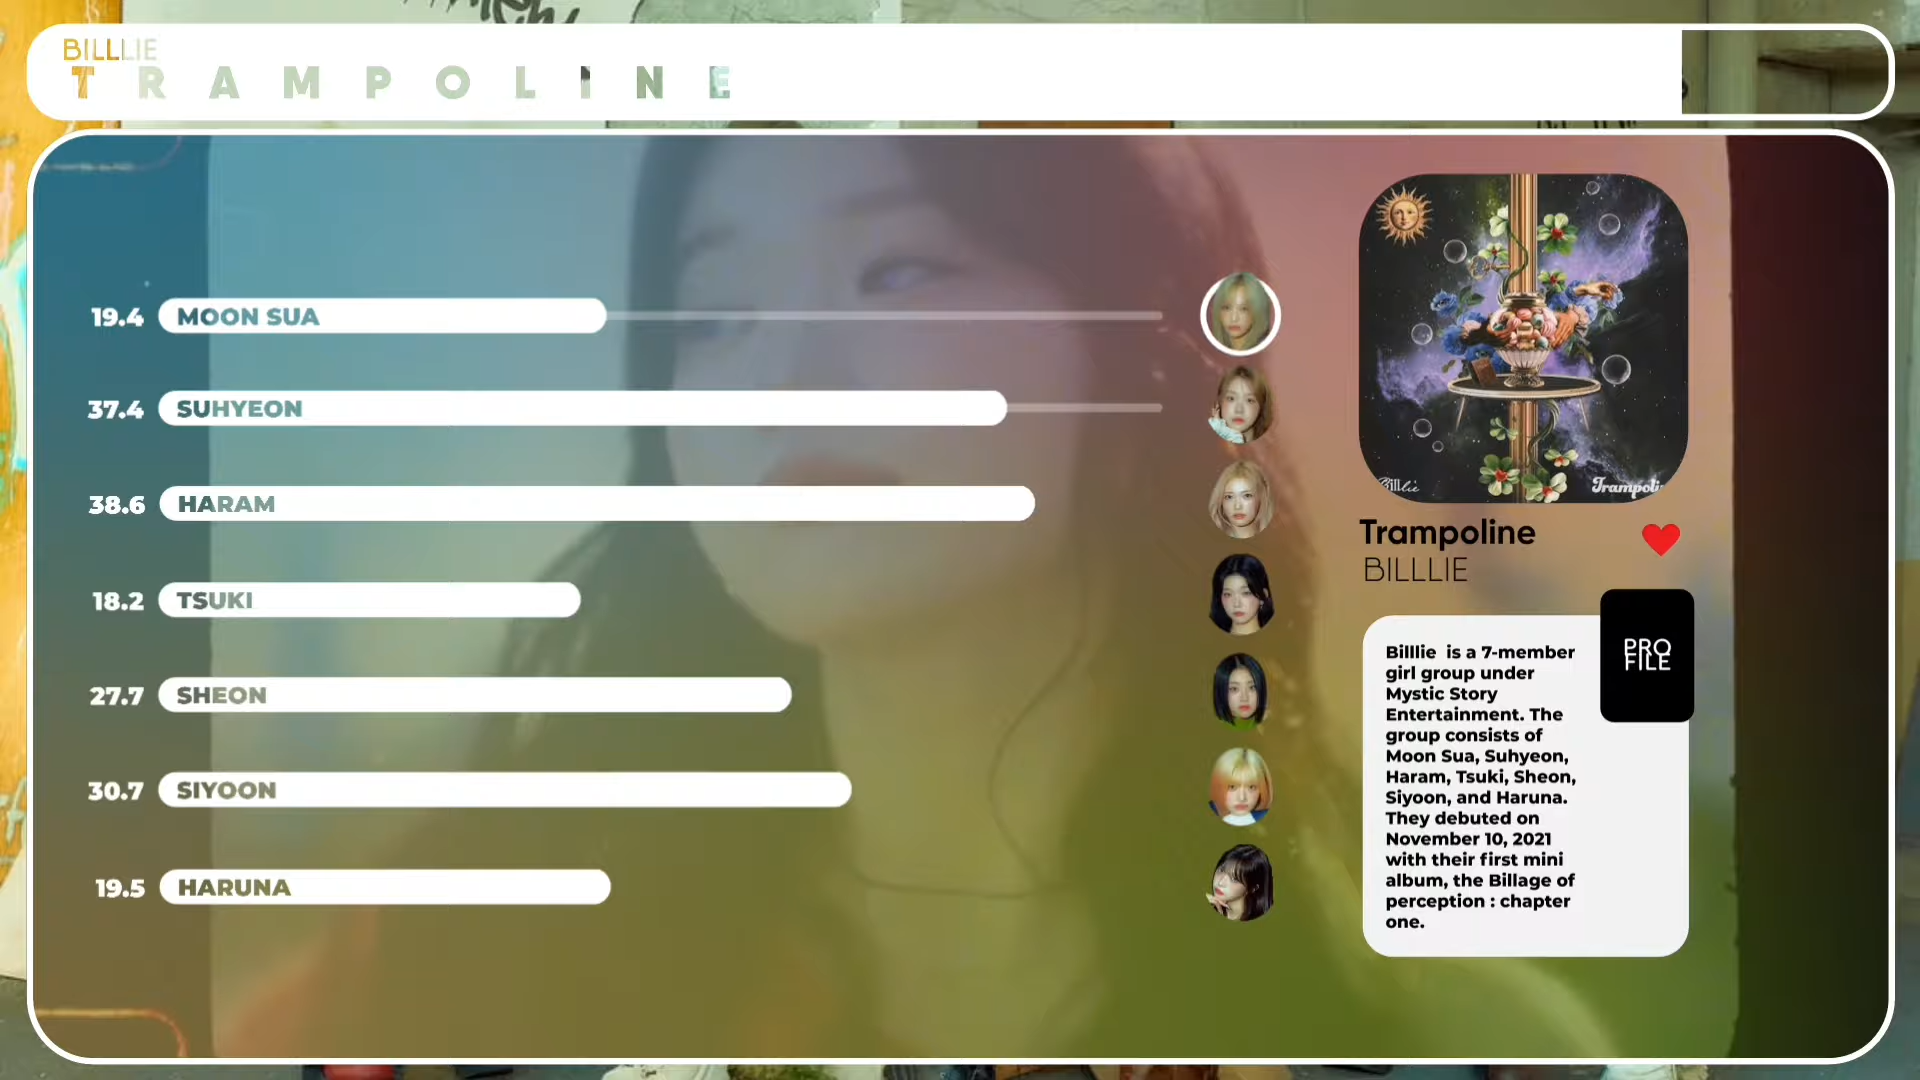 BILLLIE
TRAMPOLINE
19.4 MOON SUA
37.4 SUHYEON
38.6 HARAM
18.2 TSUKI
27.7 SHEON
30.7 SIYOON
19.5 HARUNA
Billlie Trampoli
Trampoline
BILLLIE
PRO
FILE
Billlie is a 7-member
girl group under
Mystic Story
Entertainment. The
group consists of
Moon Sua, Suhyeon,
Haram, Tsuki, Sheon,
Siyoon, and Haruna.
They debuted on
November 10, 2021
with their first mini
album, the Billage of
perception : chapter
one.